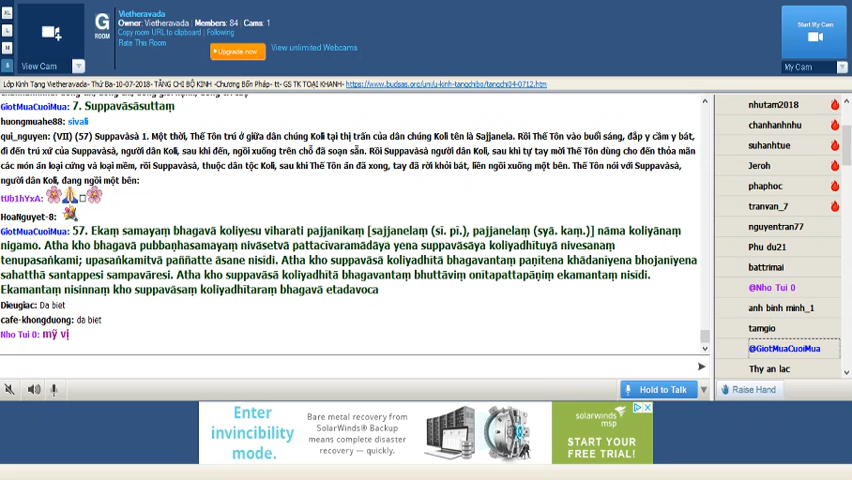 XL
L
M
View Cam
G
ROOM
Vietheravada
Owner: Vietheravada | Members: 84 | Cams: 1
Copy room URL to clipboard | Following
Rate This Room
Upgrade now
View unlimited Webcams
Start My Cam
My Cam
Lớp Kinh Tạng Vietheravada- Thứ Ba-10-07-2018- TĂNG CHI BỘ KINH -Chương Bốn Pháp- tt- GS TK TOẠI KHANH-
GiotMuaCuoiMua: 7. Suppavāsāsuttaṃ
huongmuahe88: sivali
qui_nguyen: (VII) (57) Suppavàsà 1. Một thời, Thế Tôn trú ở giữa dân chúng Koli tại thị trấn của dân chúng Koli tên là Sajjanela. Rồi Thế Tôn vào buổi sáng, đắp y cầm y bát,
đi đến trú xứ của Suppavàsà, người dân Koli, sau khi đến, ngồi xuống trên chỗ đã soạn sẵn. Rồi Suppavàsà người dân Koli, sau khi tự tay mời Thế Tôn dùng cho đến thỏa mãn
các món ăn loại cứng và loại mềm, rồi Suppavàsà, thuộc dân tộc Koli, sau khi Thế Tôn ăn đã xong, tay đã rời khỏi bát, liền ngồi xuống một bên. Thế Tôn nói với Suppavàsà,
người dân Koli, đang ngồi một bên:
tUb1hYxA:
HoaNguyet-8:
GiotMuaCuoiMua: 57. Ekaṃ samayaṃ bhagavā koliyesu viharati pajjanikaṃ [sajjanelaṃ (sī. pī.), pajjanelaṃ (syā. kaṃ.)] nāma koliyānaṃ
nigamo. Atha kho bhagavā pubbaṇhasamayaṃ nivāsetvā pattacīvaramādāya yena suppavāsāya koliyadhītuyā nivesanaṃ
tenupasaṅkami; upasaṅkamitvā paññatte āsane nisīdi. Atha kho suppavāsā koliyadhītā bhagavantaṃ paṇītena khādanīyena bhojanīyena
sahatthā santappesi sampavāresi. Atha kho suppavāsā koliyadhītā bhagavantaṃ bhuttāviṃ onītapattapāṇiṃ ekamantaṃ nisīdi.
Ekamantaṃ nisinnaṃ kho suppavāsaṃ koliyadhītaraṃ bhagavā etadavoca
Dieugiac: Da biet
cafe-khongduong: da biet
Nho Tui 0: mỹ vị
nhutam2018
chanhanhnhu
suhanhtue
Jeroh
phaphoc
tranvan_7
nguyentran77
Phu du21
battrimai
@Nho Tui 0
anh binh minh_1
tamgio
@GiotMuaCuoiMua
Thy an lac
Hold to Talk
Raise Hand
Enter
invincibility
mode.
Bare metal recovery from
SolarWinds® Backup
means complete disaster
recovery — quickly.
solarwinds
msp
START YOUR
FREE TRIAL!